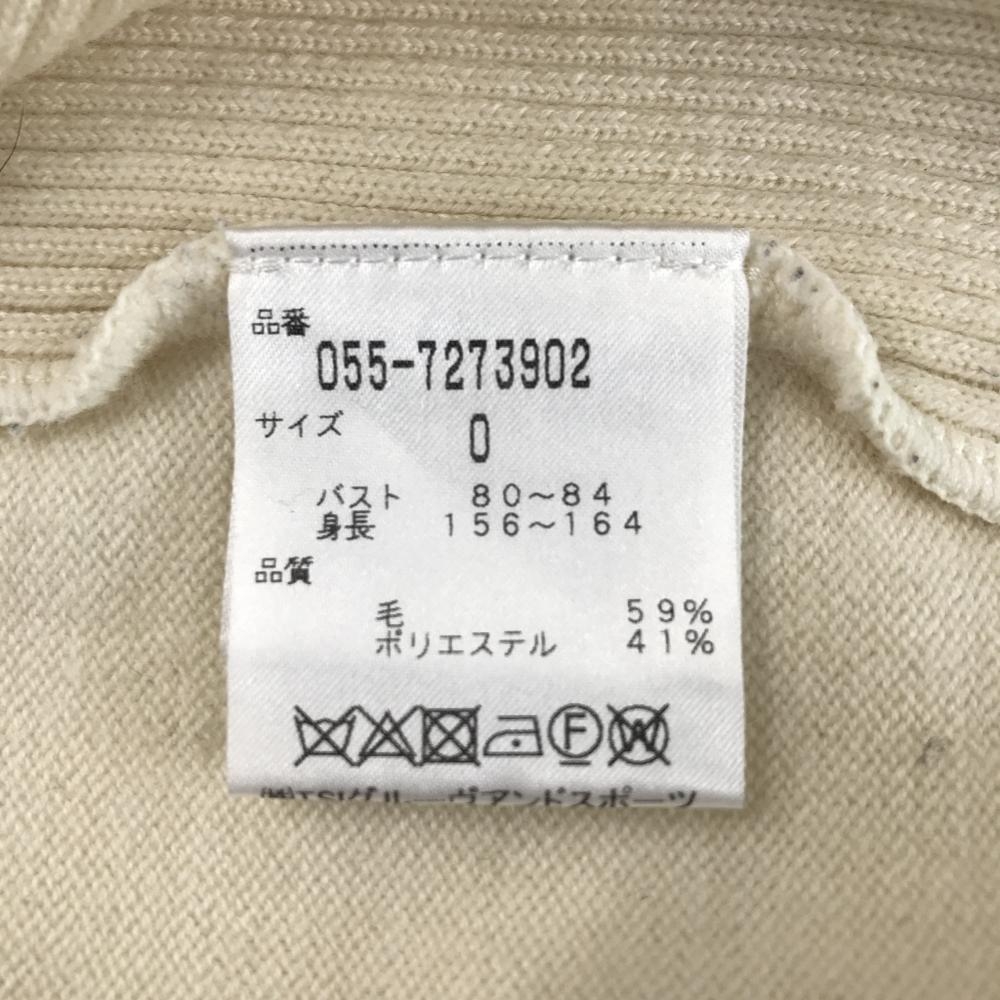 品番
055-7273902
サイズ 0
バスト 80~84
身長 156~164
品質
毛 59%
ポリエステル 41%
F W
㈱TSIグルーヴアンドスポーツ